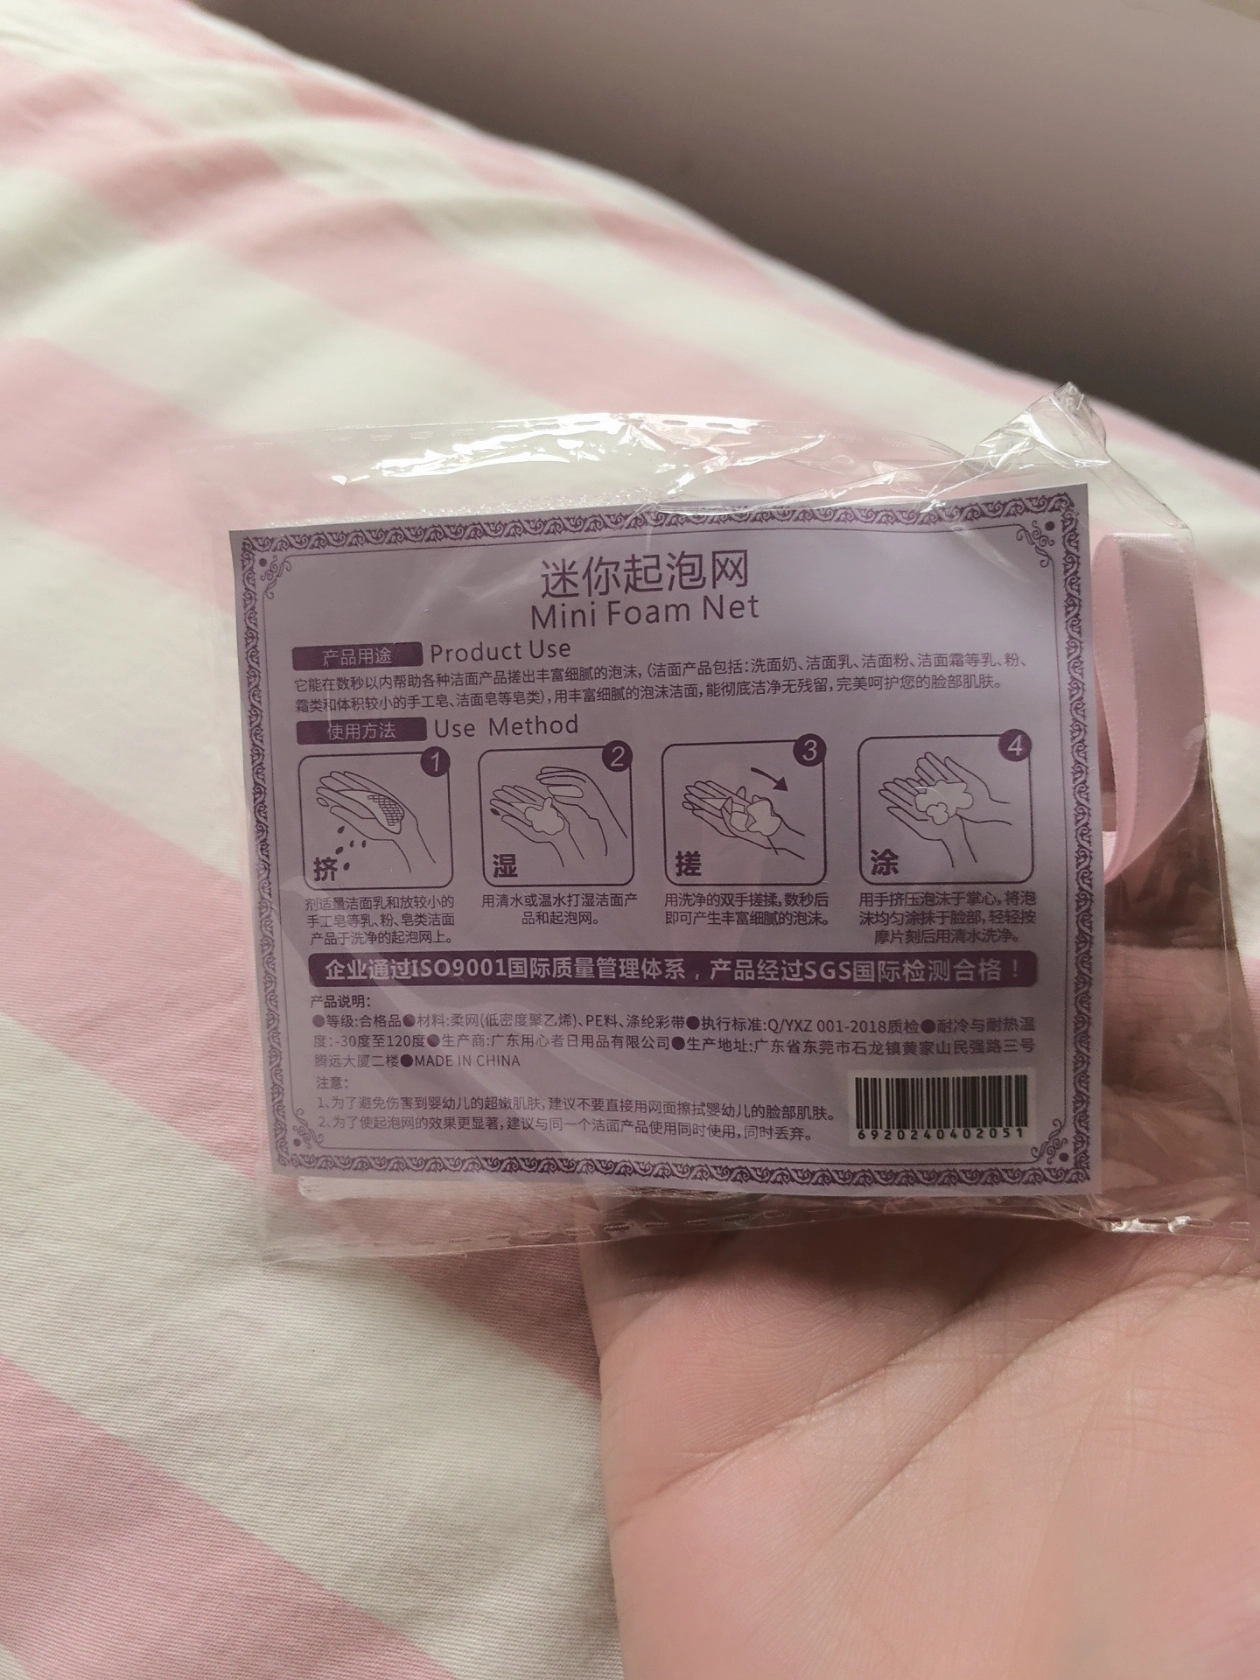 迷你起泡网
Mini Foam Net
产品用途 Product Use
它能在数秒以内帮助各种洁面产品搓出丰富细腻的泡沫,(洁面产品包括:洗面奶、洁面乳、洁面粉、洁面霜等乳、粉、
霜类和体积较小的手工皂、洁面皂等皂类),用丰富细腻的泡沫洁面,能彻底洁净无残留,完美呵护您的脸部肌肤。
使用方法 Use Method
1
挤
剂适量洁面乳和放较小的
手工皂等乳、粉、皂类洁面
产品于洗净的起泡网上。
2
湿
用清水或温水打湿洁面产
品和起泡网。
3
搓
用洗净的双手搓揉,数秒后
即可产生丰富细腻的泡沫。
4
涂
用手挤压泡沫于掌心,将泡
沫均匀涂抹于脸部,轻轻按
摩片刻后用清水洗净。
企业通过ISO9001国际质量管理体系，产品经过SGS国际检测合格！
产品说明:
●等级:合格品●材料:柔网(低密度聚乙烯)、PE料、涤纶彩带●执行标准:Q/YXZ 001-2018质检●耐冷与耐热温
度:-30度至120度●生产商:广东用心者日用品有限公司●生产地址:广东省东莞市石龙镇黄家山民强路三号
腾远大厦二楼●MADE IN CHINA
注意:
1、为了避免伤害到婴幼儿的超嫩肌肤,建议不要直接用网面擦拭婴幼儿的脸部肌肤。
2、为了使起泡网的效果更显著,建议与同一个洁面产品使用同时使用,同时丢弃。
6920240402051